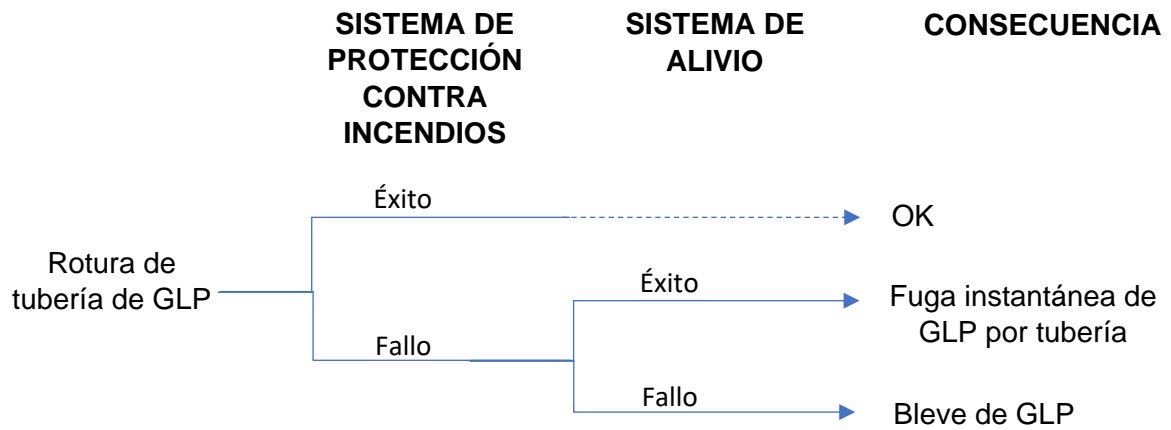 SISTEMA DE
PROTECCIÓN
CONTRA
INCENDIOS
SISTEMA DE
ALIVIO
CONSECUENCIA
Éxito
OK
Rotura de
tubería de GLP
Éxito
Fuga instantánea de
GLP por tubería
Fallo
Fallo
Bleve de GLP